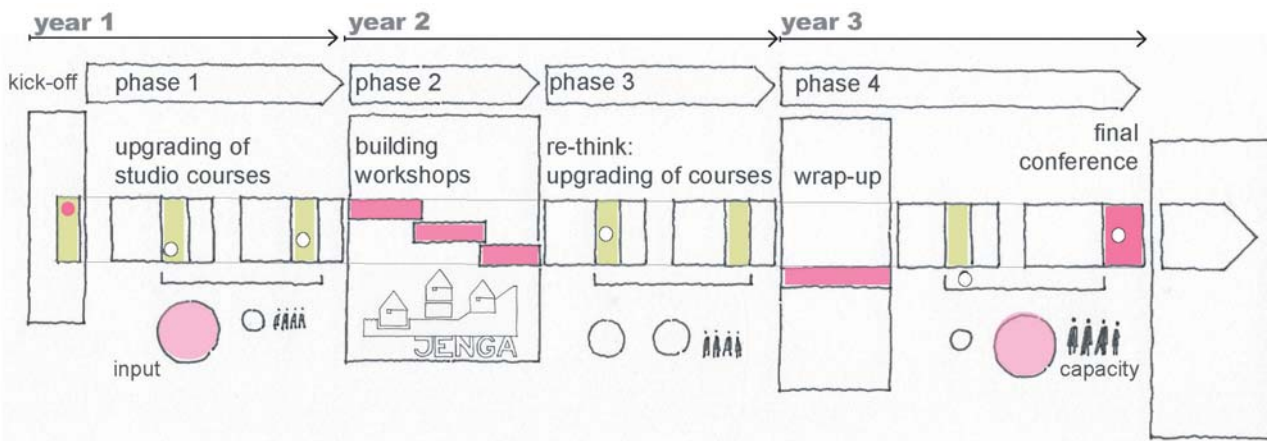 year 1
year 2
year 3
kick-off
phase 1
phase 2
phase 3
phase 4
upgrading of
studio courses
building
workshops
re-think:
upgrading of courses
wrap-up
final
conference
JENGA
input
capacity